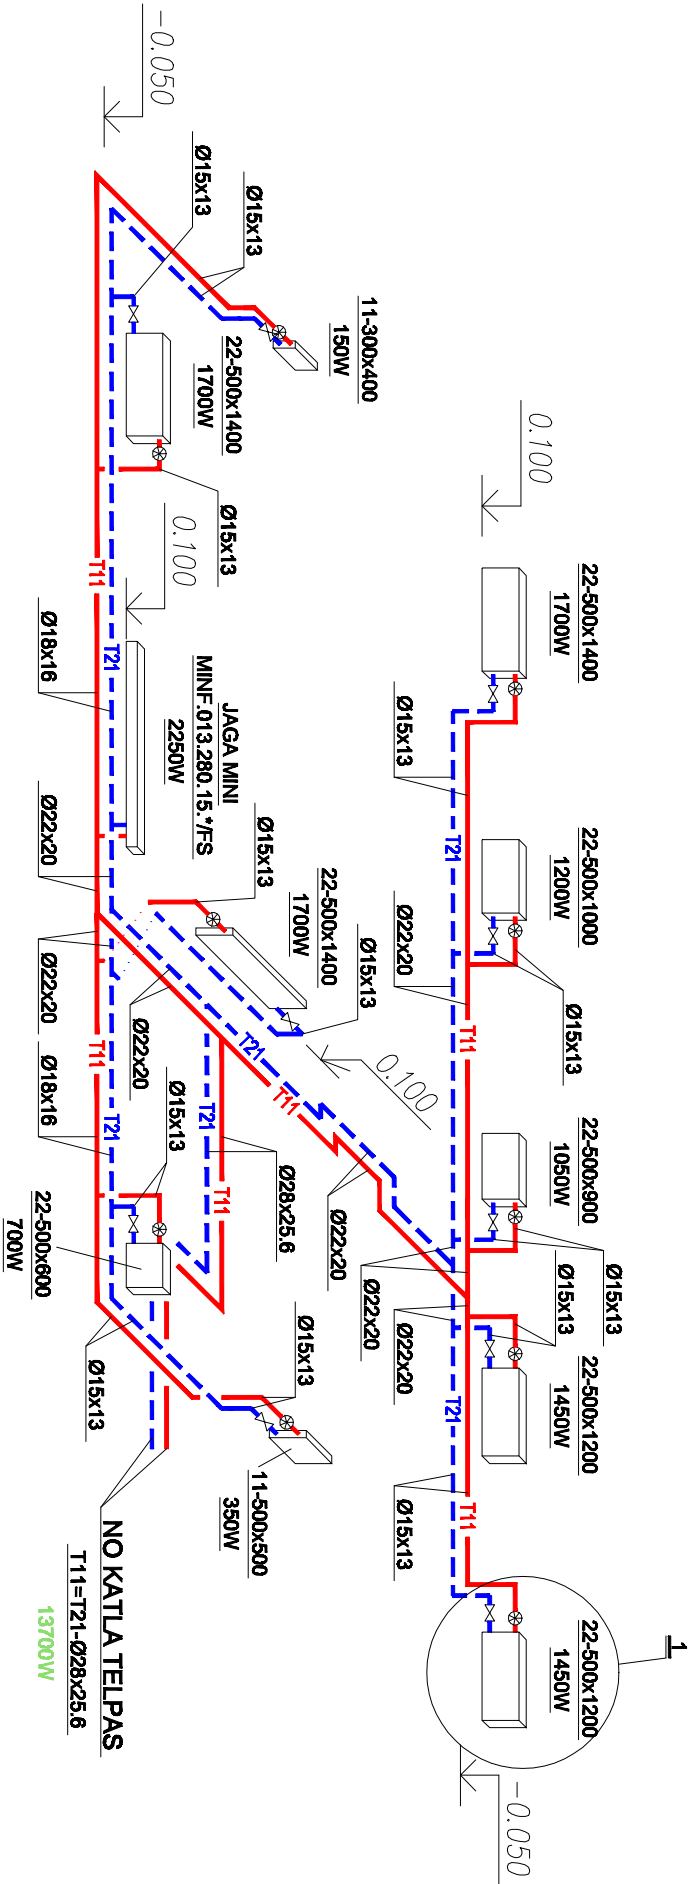 1
22-500x1400
1700W
22-500x1000
1200W
22-500x900
1050W
22-500x1200
1450W
22-500x1200
1450W
0.100
-0.050
Ø15x13
Ø15x13
Ø15x13
T21
T11
T21
T11
Ø15x13
Ø22x20
Ø22x20
Ø22x20
Ø15x13
11-300x400
150W
-0.050
Ø15x13
Ø15x13
22-500x1400
1700W
Ø15x13
0.100
JAGA MINI
MINF.013.280.15.*/FS
2250W
Ø15x13
22-500x1400
1700W
Ø15x13
0.100
Ø22x20
T21
T11
Ø22x20
T21
T11
Ø28x25.6
Ø15x13
11-500x500
350W
T11
T21
T11
T21
Ø15x13
Ø18x16
Ø22x20
Ø22x20
Ø18x16
22-500x600
700W
Ø15x13
NO KATLA TELPAS
T11=T21-Ø28x25.6
13700W